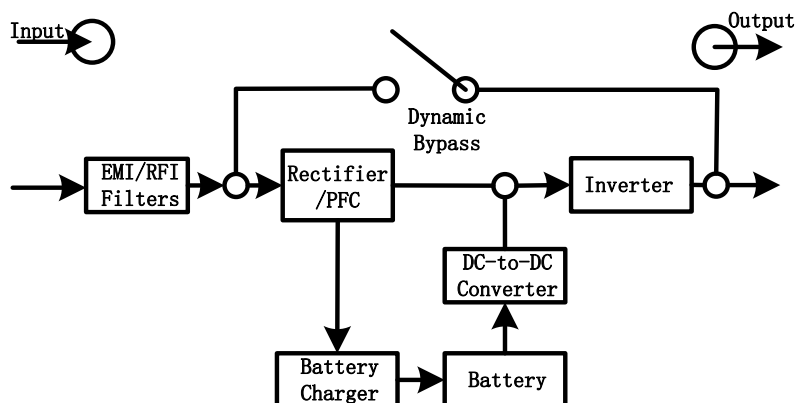 Input
Output
Dynamic
Bypass
EMI/RFI
Filters
Rectifier
/PFC
Inverter
DC-to-DC
Converter
Battery
Charger
Battery